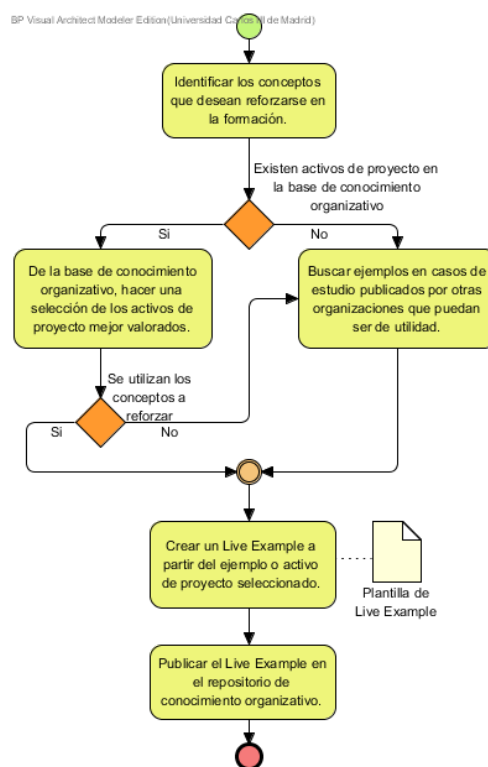 BP Visual Architect Modeler Edition(Universidad Carlos III de Madrid)
Identificar los conceptos
que desean reforzarse en
la formación.
Existen activos de proyecto en
la base de conocimiento
organizativo
Si
No
De la base de conocimiento
organizativo, hacer una
selección de los activos de
proyecto mejor valorados.
Buscar ejemplos en casos de
estudio publicados por otras
organizaciones que puedan
ser de utilidad.
Se utilizan los
conceptos a
reforzar
Si
No
Crear un Live Example a
partir del ejemplo o activo
de proyecto seleccionado.
Plantilla de
Live Example
Publicar el Live Example en
el repositorio de
conocimiento organizativo.